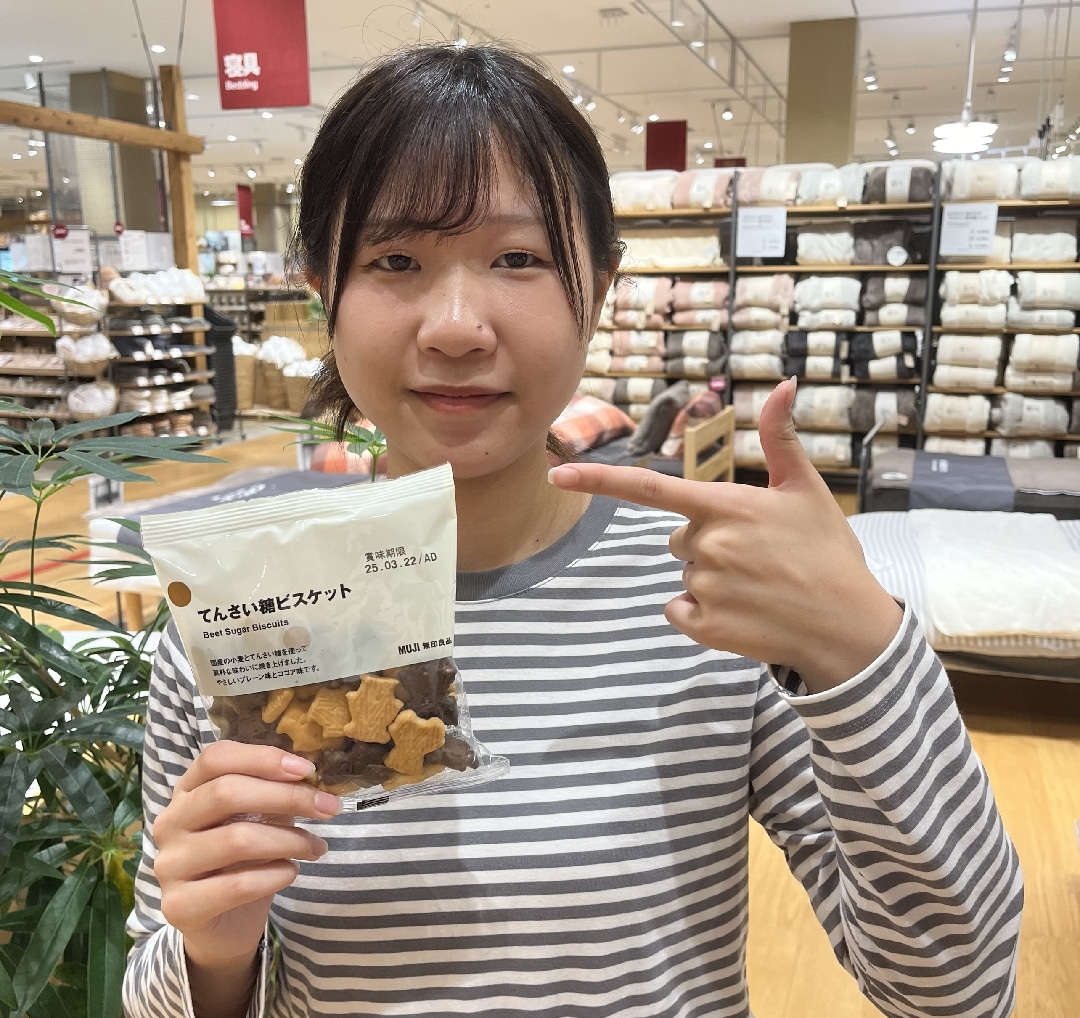 寝具
Bedding
賞味期限
25.03.22/AD
てんさい糖ビスケット
Beet Sugar Biscuits
国産の小麦とてんさい糖を使って
素朴な味わいに焼き上げました。
やさしいプレーン味とココア味です。
MUJI 無印良品